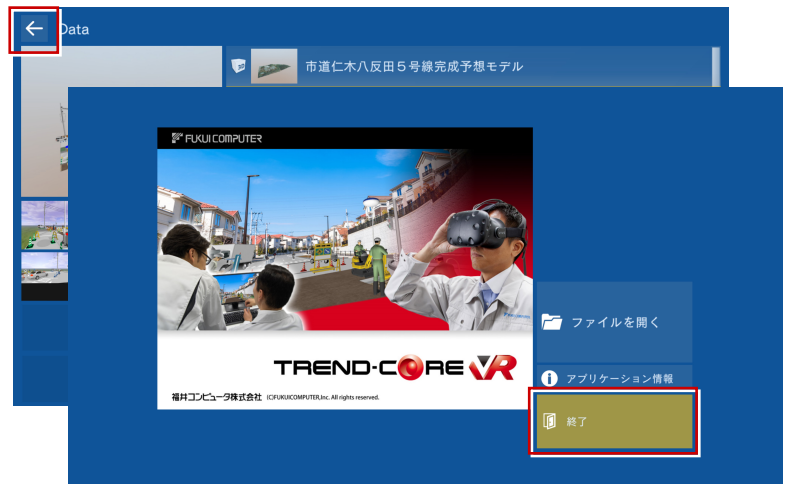 Data
市道仁木八反田5号線完成予想モデル
FUKUI COMPUTER
TREND-CORE VR
福井コンピュータ株式会社 (C)FUKUICOMPUTER,Inc. All rights reserved.
ファイルを開く
アプリケーション情報
終了